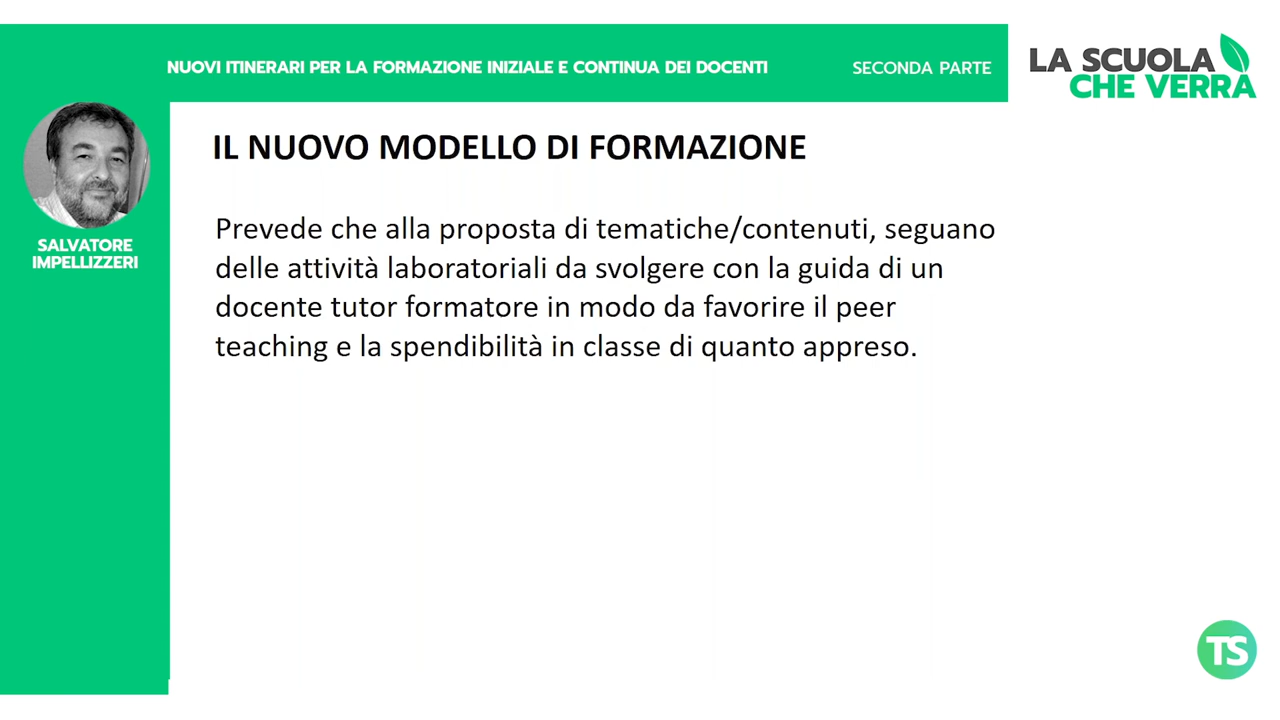 NUOVI ITINERARI PER LA FORMAZIONE INIZIALE E CONTINUA DEI DOCENTI
SECONDA PARTE
LA SCUOLA
CHE VERRÀ
SALVATORE
IMPELLIZZERI
IL NUOVO MODELLO DI FORMAZIONE
Prevede che alla proposta di tematiche/contenuti, seguano
delle attività laboratoriali da svolgere con la guida di un
docente tutor formatore in modo da favorire il peer
teaching e la spendibilità in classe di quanto appreso.
TS